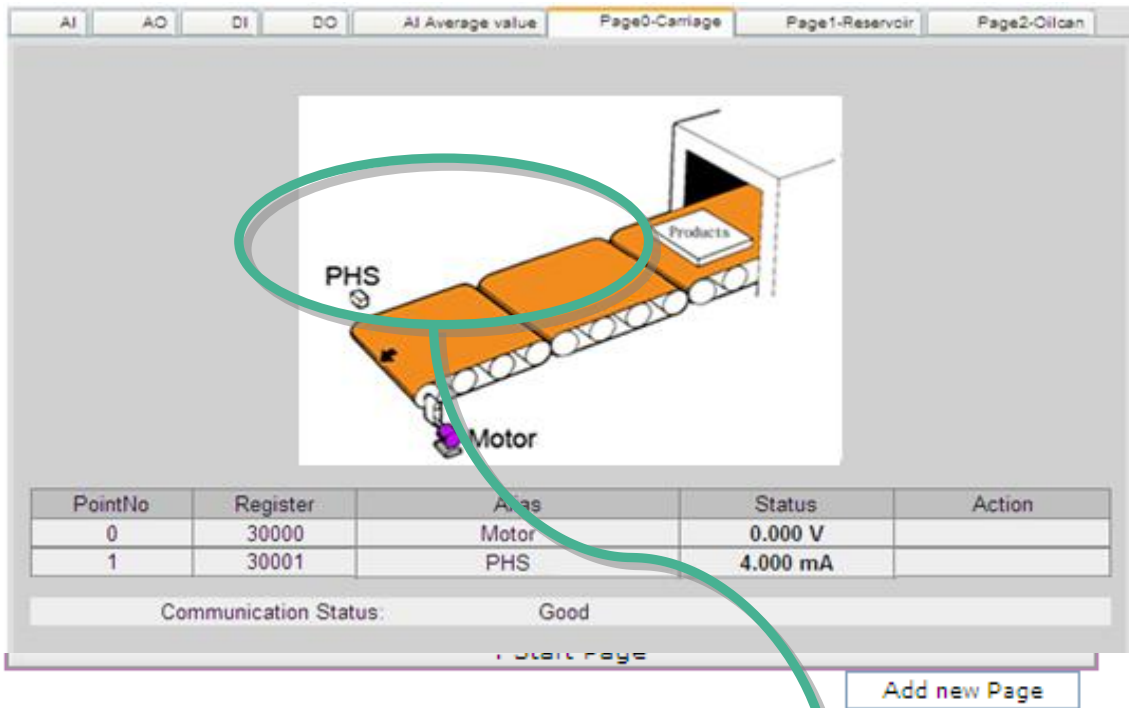 AI AO DI DO AI Average value Page0-Carriage Page1-Reservoir Page2-Oilcan
Products
PHS
Motor
PointNo Register Alias Status Action
0 30000 Motor 0.000 V
1 30001 PHS 4.000 mA
Communication Status: Good
Start Page
Add new Page